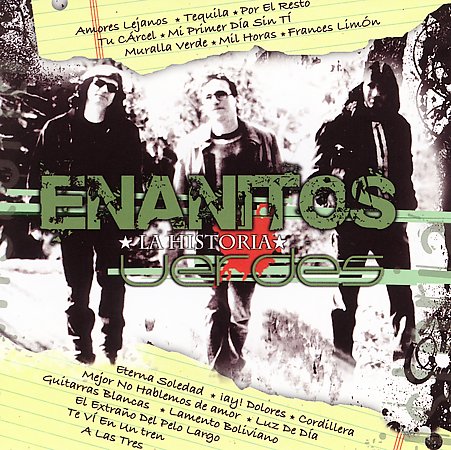 Amores Lejanos * Tequila * Por El Resto
Tu CÁrcel * Mi Primer Día Sin Tí
Muralla Verde * Mil Horas * Frances Limón
ENANITOS
★LA HISTORIA★
verdes
Eterna Soledad * ¡ay! Dolores * Cordillera
Mejor No Hablemos de amor * Luz De Día
Guitarras Blancas * Lamento Boliviano
El Extraño Del Pelo Largo
Te Ví En Un tren
A Las Tres